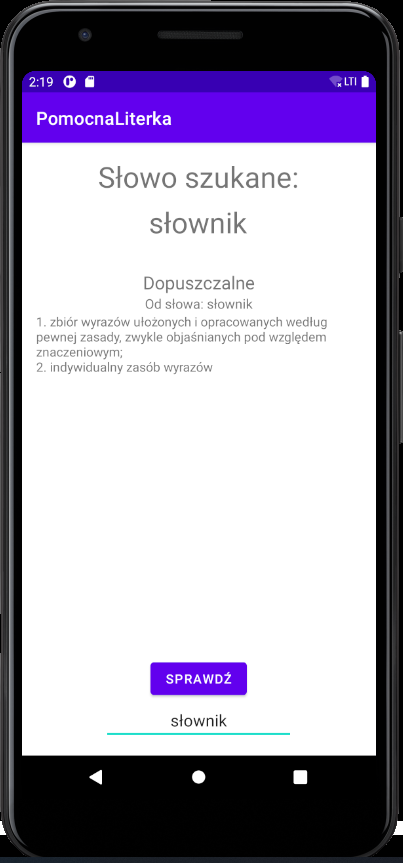 2:19 LTE
PomocnaLiterka
Słowo szukane:
słownik
Dopuszczalne
Od słowa: słownik
1. zbiór wyrazów ułożonych i opracowanych według
pewnej zasady, zwykle objaśnianych pod względem
znaczeniowym;
2. indywidualny zasób wyrazów
SPRAWDŹ
słownik